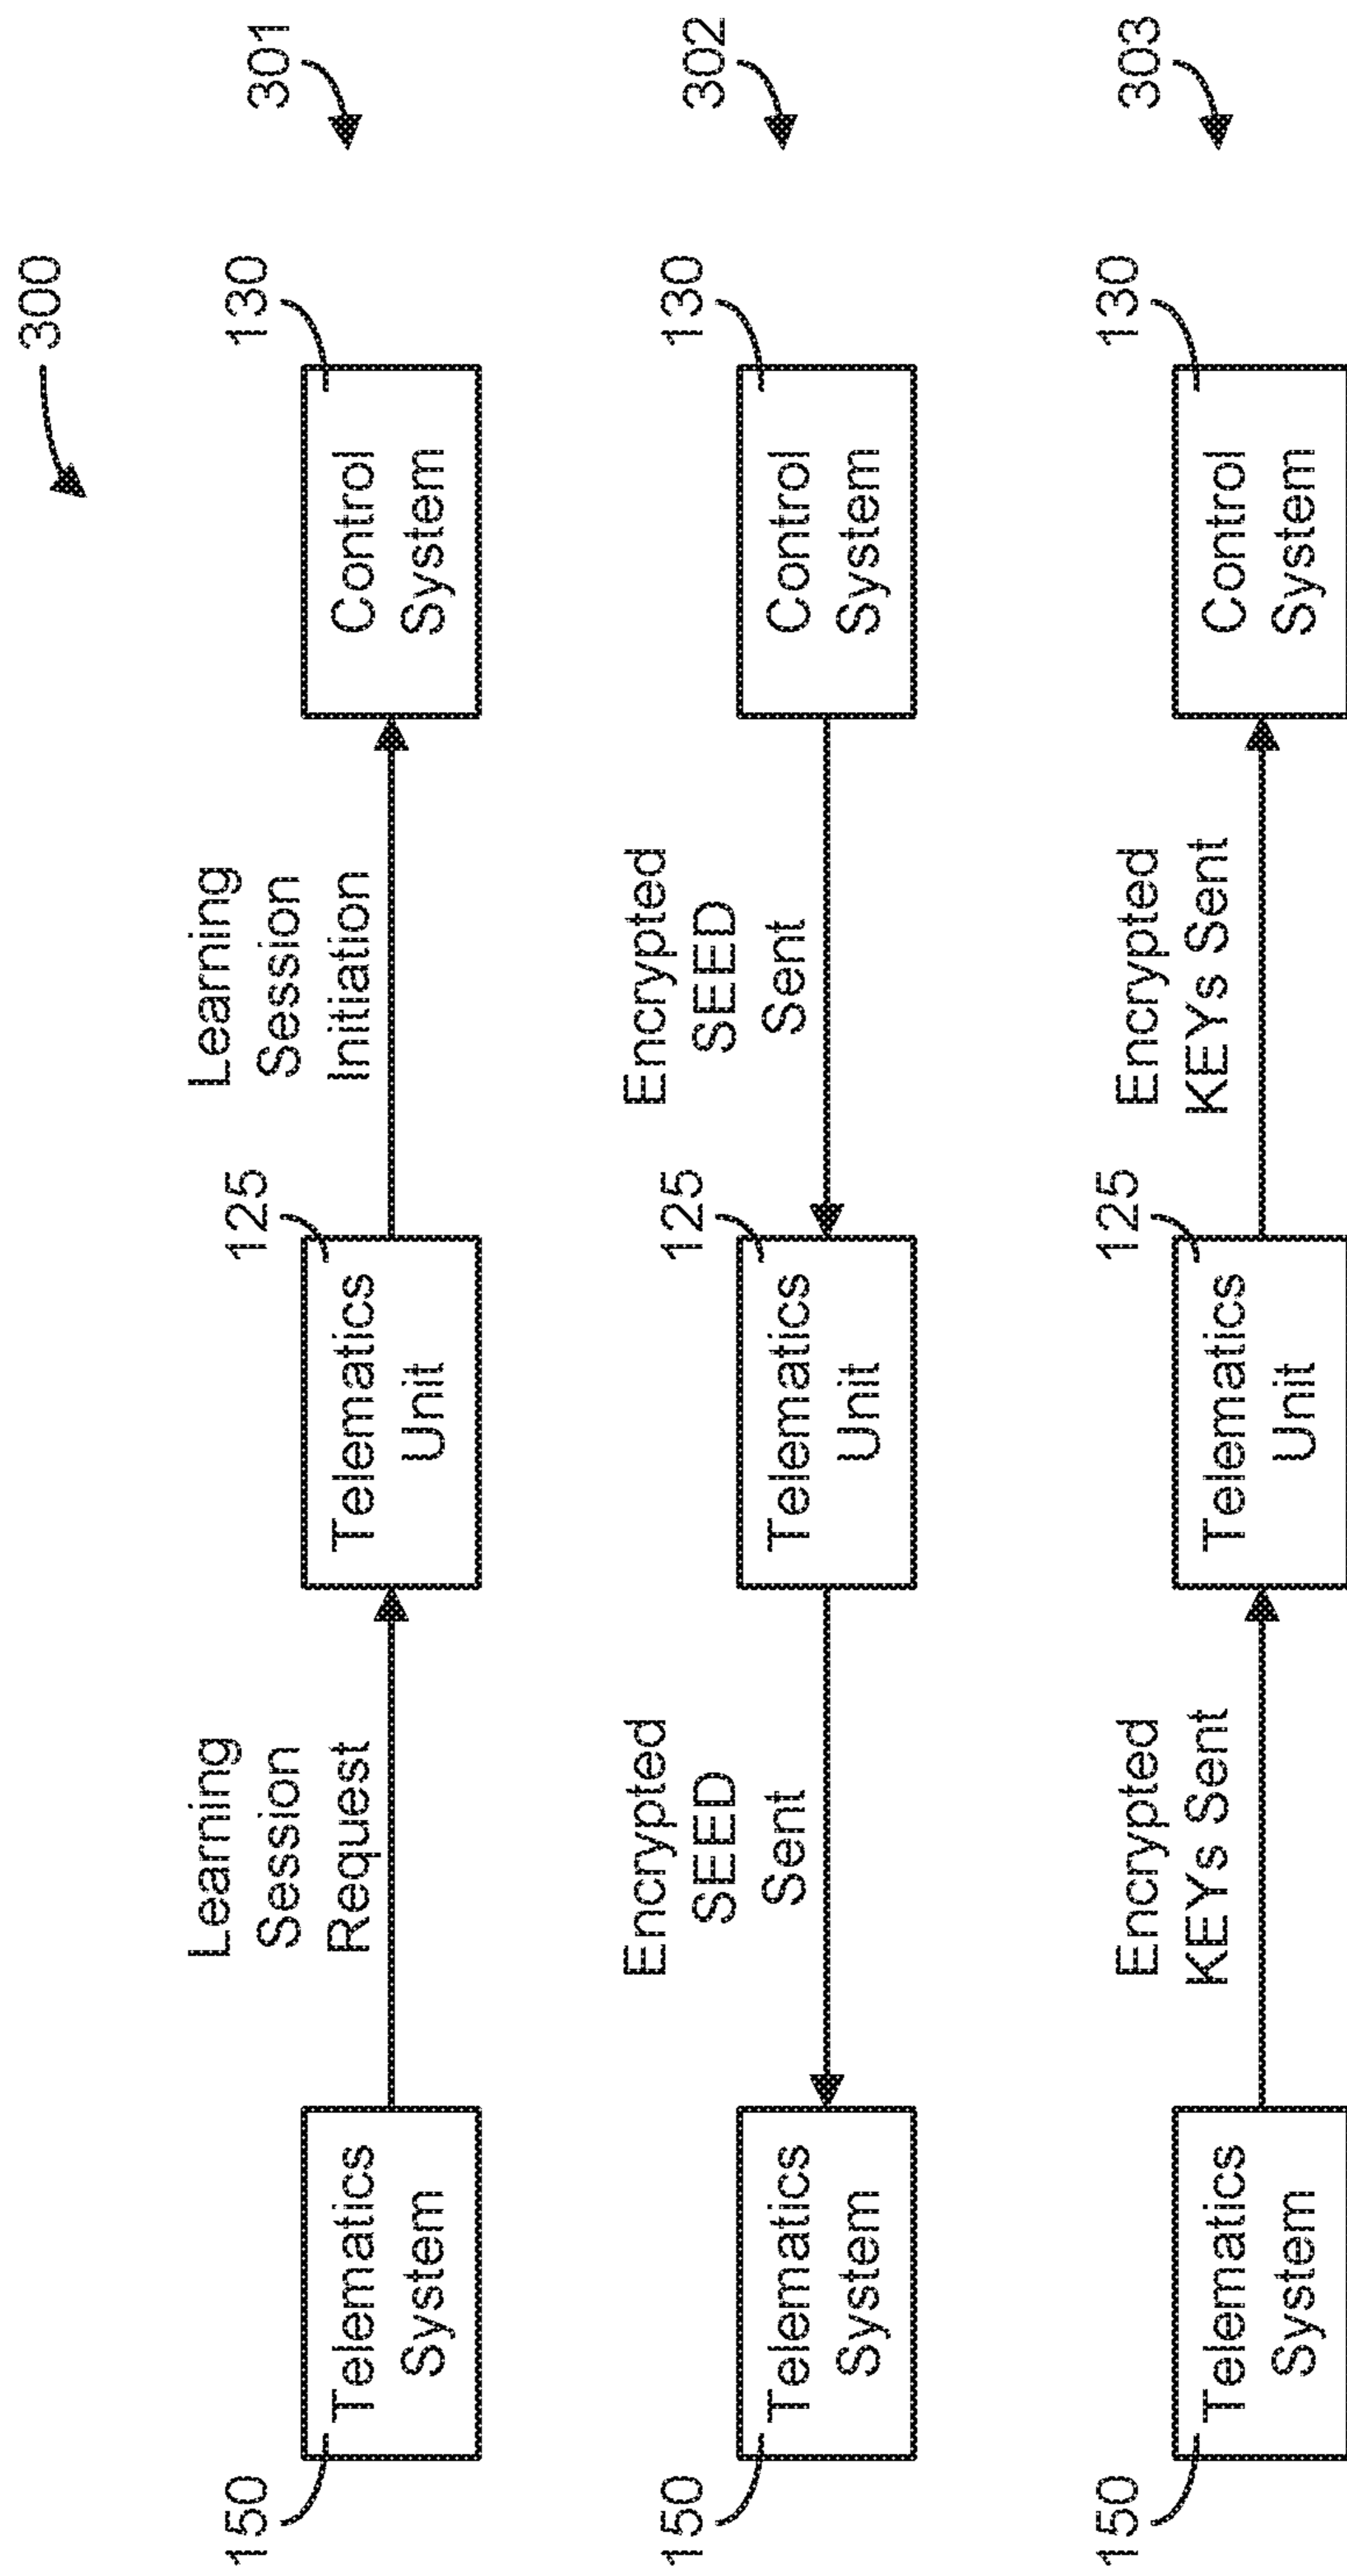 300
301
150
Telematics
System
Learning
Session
Request
125
Telematics
Unit
Learning
Session
Initiation
130
Control
System
302
150
Telematics
System
Encrypted
SEED
Sent
125
Telematics
Unit
Encrypted
SEED
Sent
130
Control
System
303
150
Telematics
System
Encrypted
KEYs Sent
125
Telematics
Unit
Encrypted
KEYs Sent
130
Control
System